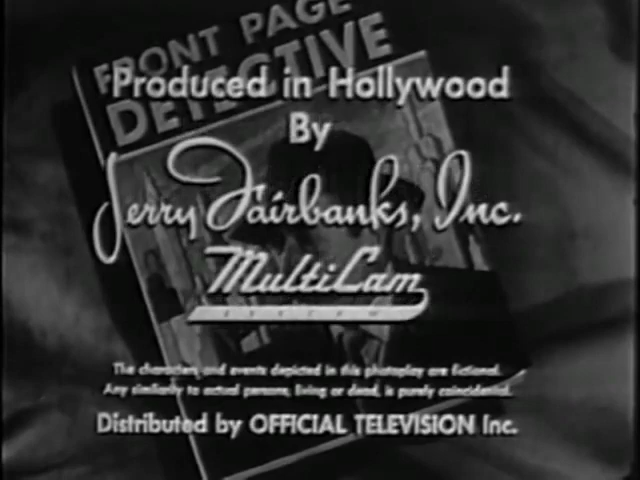 FRONT PAGE
DETECTIVE
Produced in Hollywood
By
Jerry Fairbanks, Inc.
MultiCam
SYSTEM
The characters and events depicted in this photoplay are fictional.
Any similarity to actual persons, living or dead, is purely coincidental.
Distributed by OFFICIAL TELEVISION Inc.